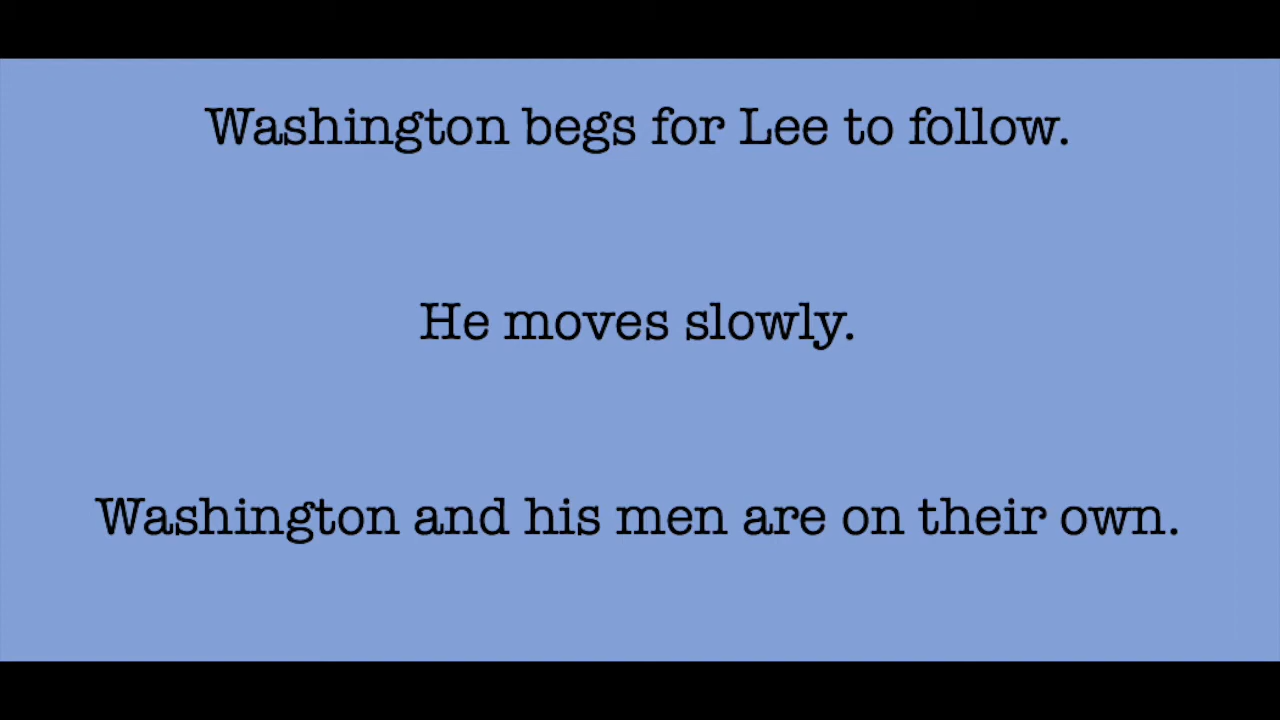 Washington begs for Lee to follow.
He moves slowly.
Washington and his men are on their own.